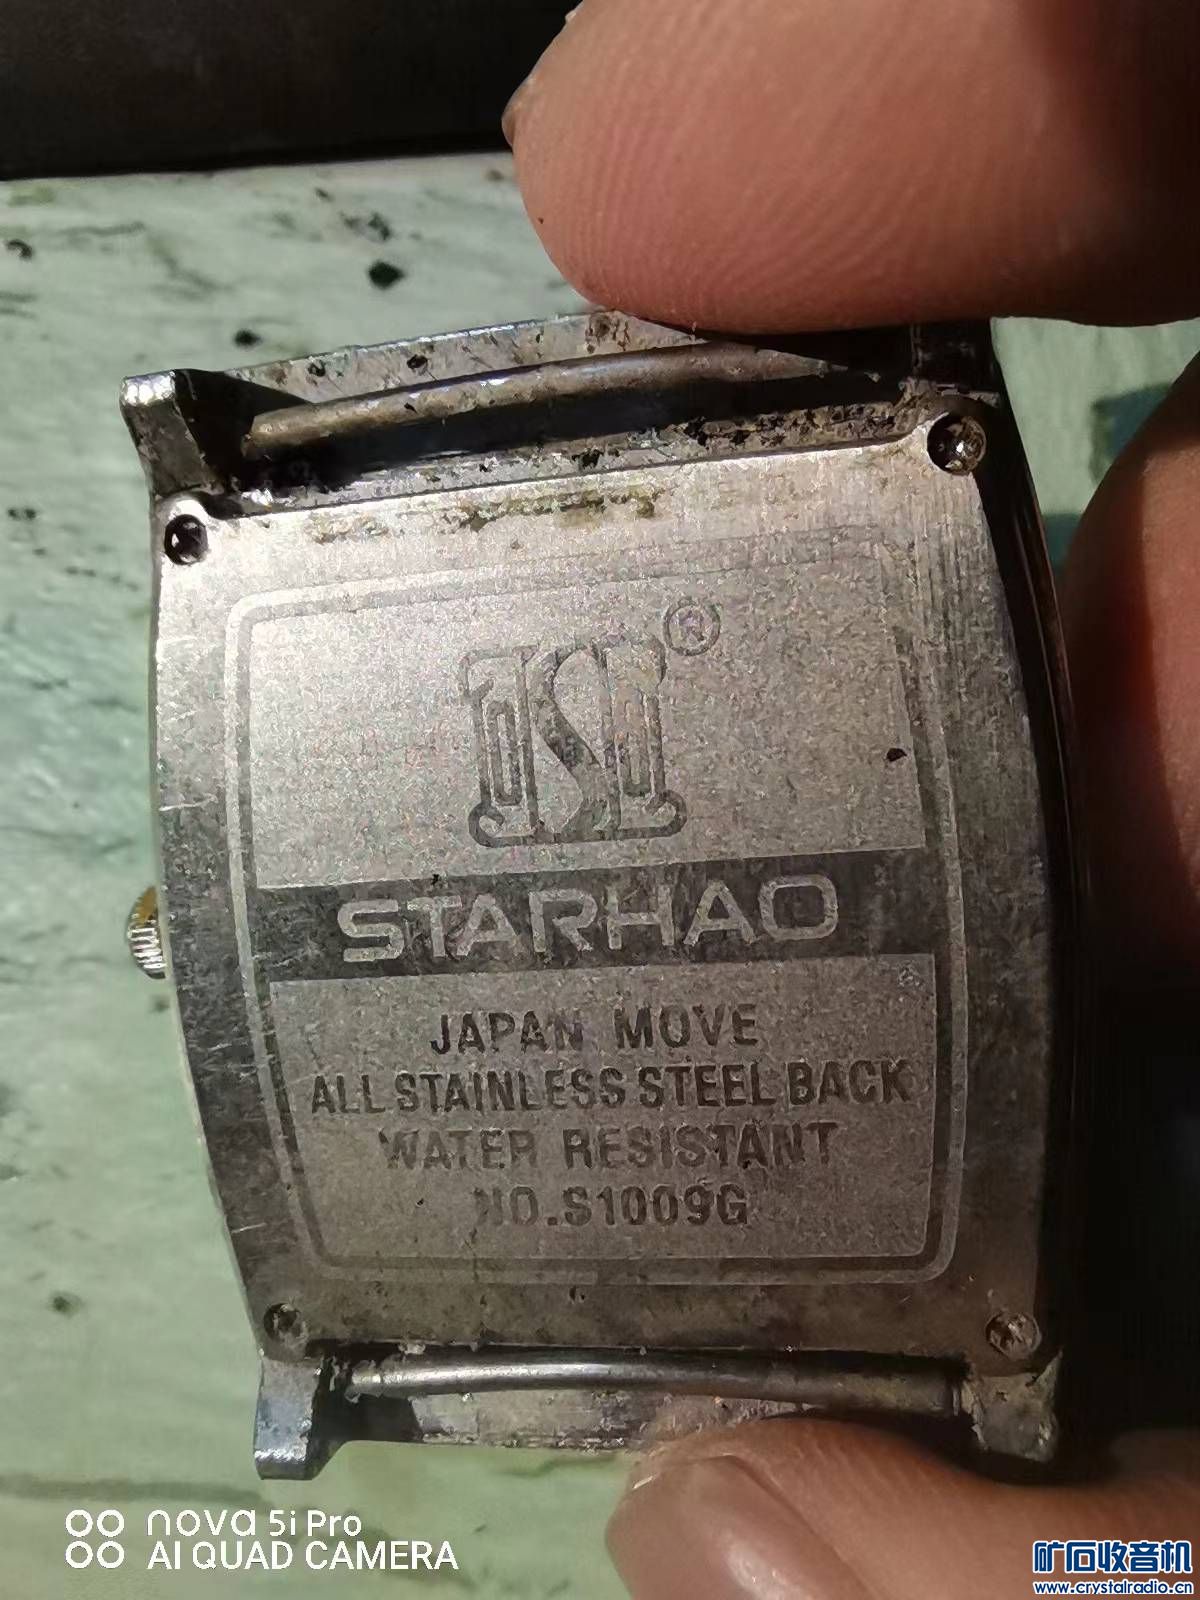 ®
STARHAO
JAPAN MOVE
ALL STAINLESS STEEL BACK
WATER RESISTANT
NO.S1009G
nova 5i Pro
AI QUAD CAMERA
矿石收音机
www.crystalradio.cn